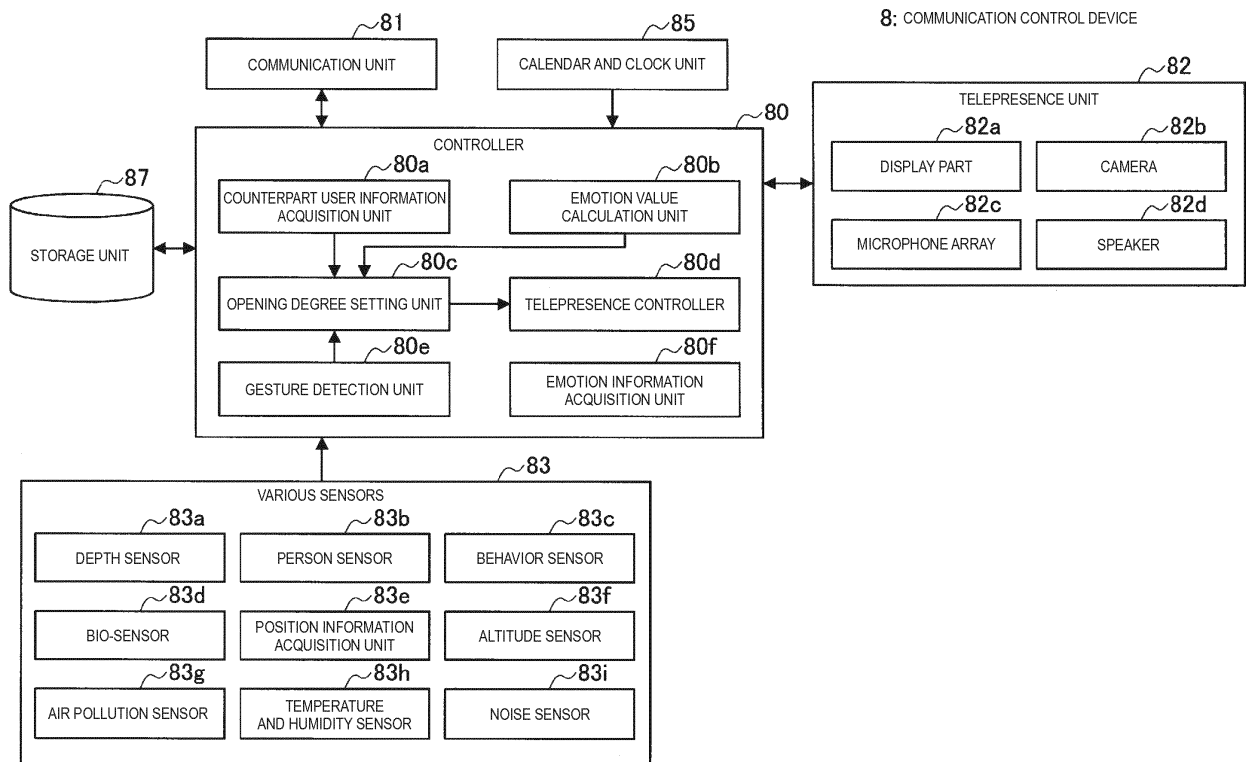 8: COMMUNICATION CONTROL DEVICE
81
COMMUNICATION UNIT
85
CALENDAR AND CLOCK UNIT
82
TELEPRESENCE UNIT
82a
DISPLAY PART
82b
CAMERA
82c
MICROPHONE ARRAY
82d
SPEAKER
80
CONTROLLER
80a
COUNTERPART USER INFORMATION
ACQUISITION UNIT
80b
EMOTION VALUE
CALCULATION UNIT
87
STORAGE UNIT
80c
OPENING DEGREE SETTING UNIT
80d
TELEPRESENCE CONTROLLER
80e
GESTURE DETECTION UNIT
80f
EMOTION INFORMATION
ACQUISITION UNIT
83
VARIOUS SENSORS
83a
DEPTH SENSOR
83b
PERSON SENSOR
83c
BEHAVIOR SENSOR
83d
BIO-SENSOR
83e
POSITION INFORMATION
ACQUISITION UNIT
83f
ALTITUDE SENSOR
83g
AIR POLLUTION SENSOR
83h
TEMPERATURE
AND HUMIDITY SENSOR
83i
NOISE SENSOR